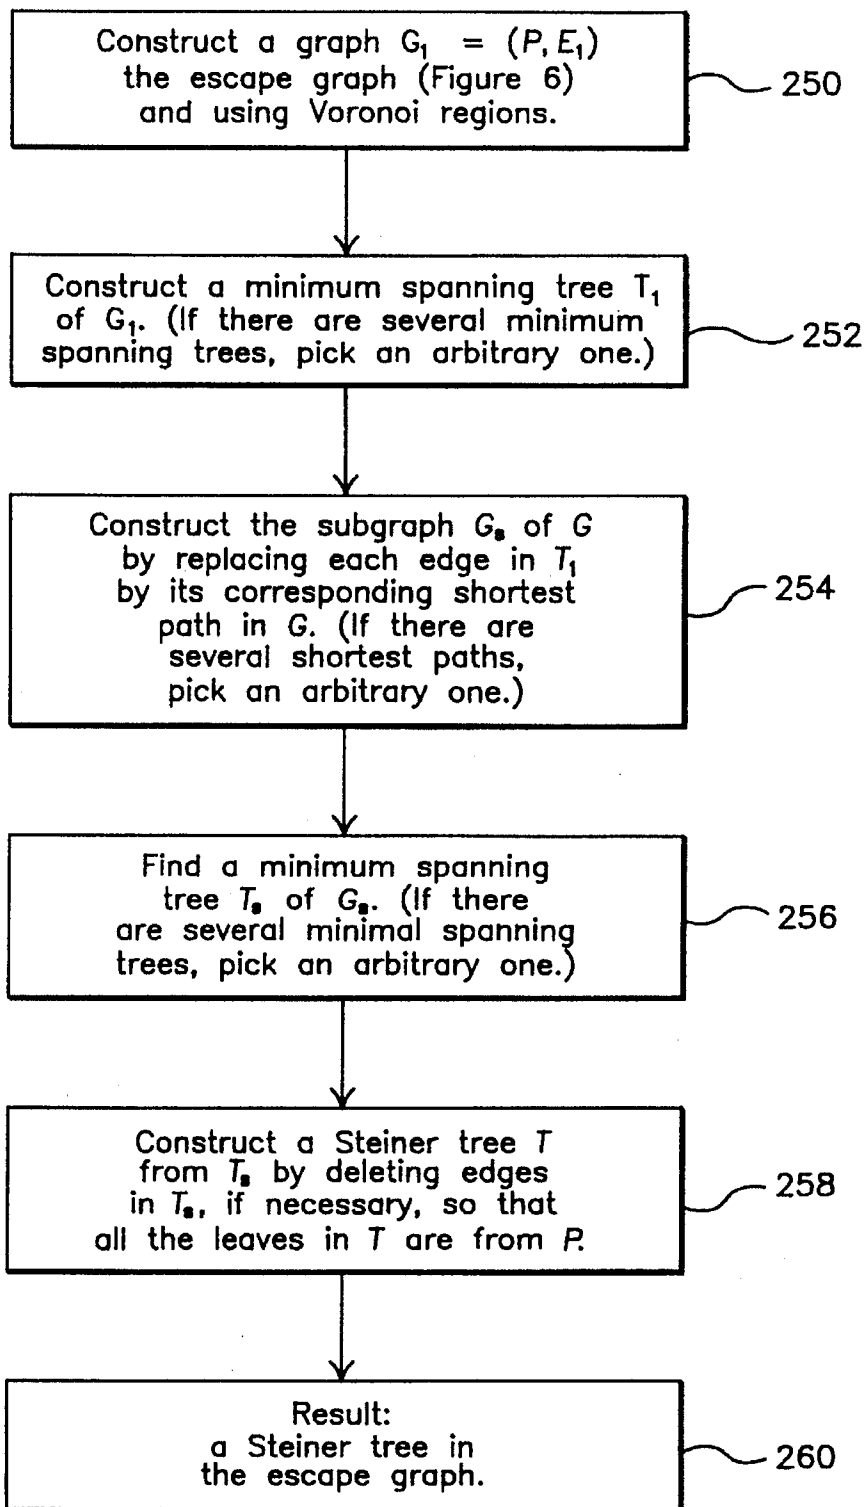 Construct a graph G₁ = (P, E₁)
the escape graph (Figure 6)
and using Voronoi regions.
250
Construct a minimum spanning tree T₁
of G₁. (If there are several minimum
spanning trees, pick an arbitrary one.)
252
Construct the subgraph Gₛ of G
by replacing each edge in T₁
by its corresponding shortest
path in G. (If there are
several shortest paths,
pick an arbitrary one.)
254
Find a minimum spanning
tree Tₛ of Gₛ. (If there
are several minimal spanning
trees, pick an arbitrary one.)
256
Construct a Steiner tree T
from Tₛ by deleting edges
in Tₛ, if necessary, so that
all the leaves in T are from P.
258
Result:
a Steiner tree in
the escape graph.
260